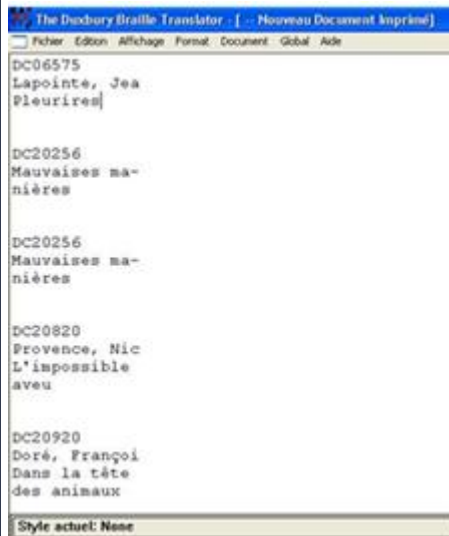 The Duxbury Braille Translator - [ -- Nouveau Document Imprimé]
Fichier Edition Affichage Format Document Global Aide
DC06575
Lapointe, Jea
Pleurires
DC20256
Mauvaises ma-
nières
DC20256
Mauvaises ma-
nières
DC20820
Provence, Nic
L'impossible
aveu
DC20920
Doré, Françoi
Dans la tête
des animaux
Style actuel: None